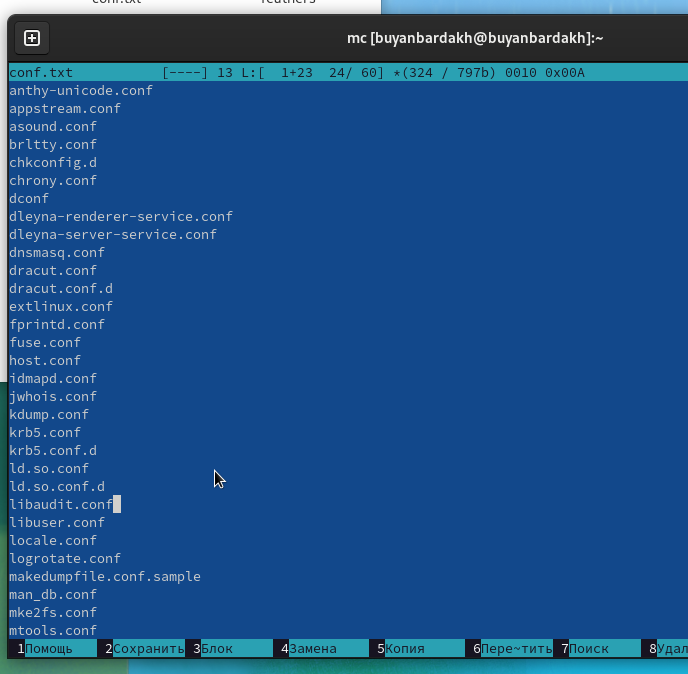 conf.txt feathers
mc [buyanbardakh@buyanbardakh]:~
conf.txt [----] 13 L:[ 1+23 24/ 60] *(324 / 797b) 0010 0x00A
anthy-unicode.conf
appstream.conf
asound.conf
brltty.conf
chkconfig.d
chrony.conf
dconf
dleyna-renderer-service.conf
dleyna-server-service.conf
dnsmasq.conf
dracut.conf
dracut.conf.d
extlinux.conf
fprintd.conf
fuse.conf
host.conf
idmapd.conf
jwhois.conf
kdump.conf
krb5.conf
krb5.conf.d
ld.so.conf
ld.so.conf.d
libaudit.conf
libuser.conf
locale.conf
logrotate.conf
makedumpfile.conf.sample
man_db.conf
mke2fs.conf
mtools.conf
1Помощь 2Сохранить 3Блок 4Замена 5Копия 6Пере~тить 7Поиск 8Удал